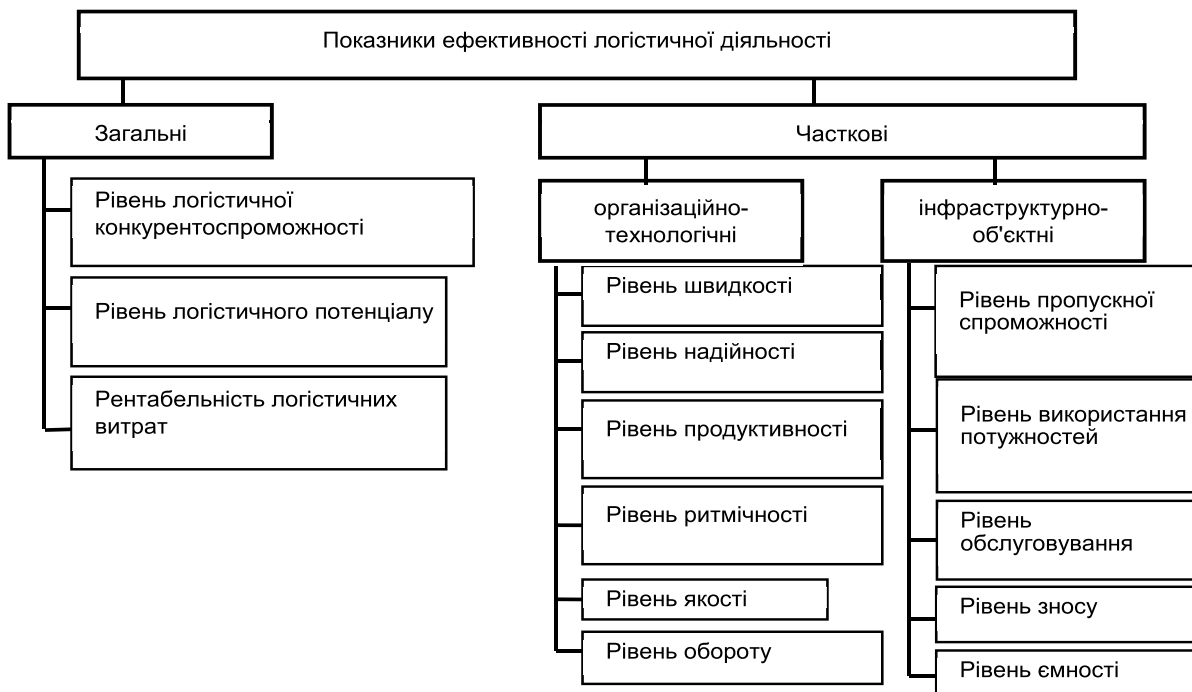 Показники ефективності логістичної діяльності
Загальні
Рівень логістичної
конкурентоспроможності
Рівень логістичного потенціалу
Рентабельність логістичних
витрат
Часткові
організаційно-
технологічні
Рівень швидкості
Рівень надійності
Рівень продуктивності
Рівень ритмічності
Рівень якості
Рівень обороту
інфраструктурно-
об'єктні
Рівень пропускної
спроможності
Рівень використання
потужностей
Рівень
обслуговування
Рівень зносу
Рівень ємності